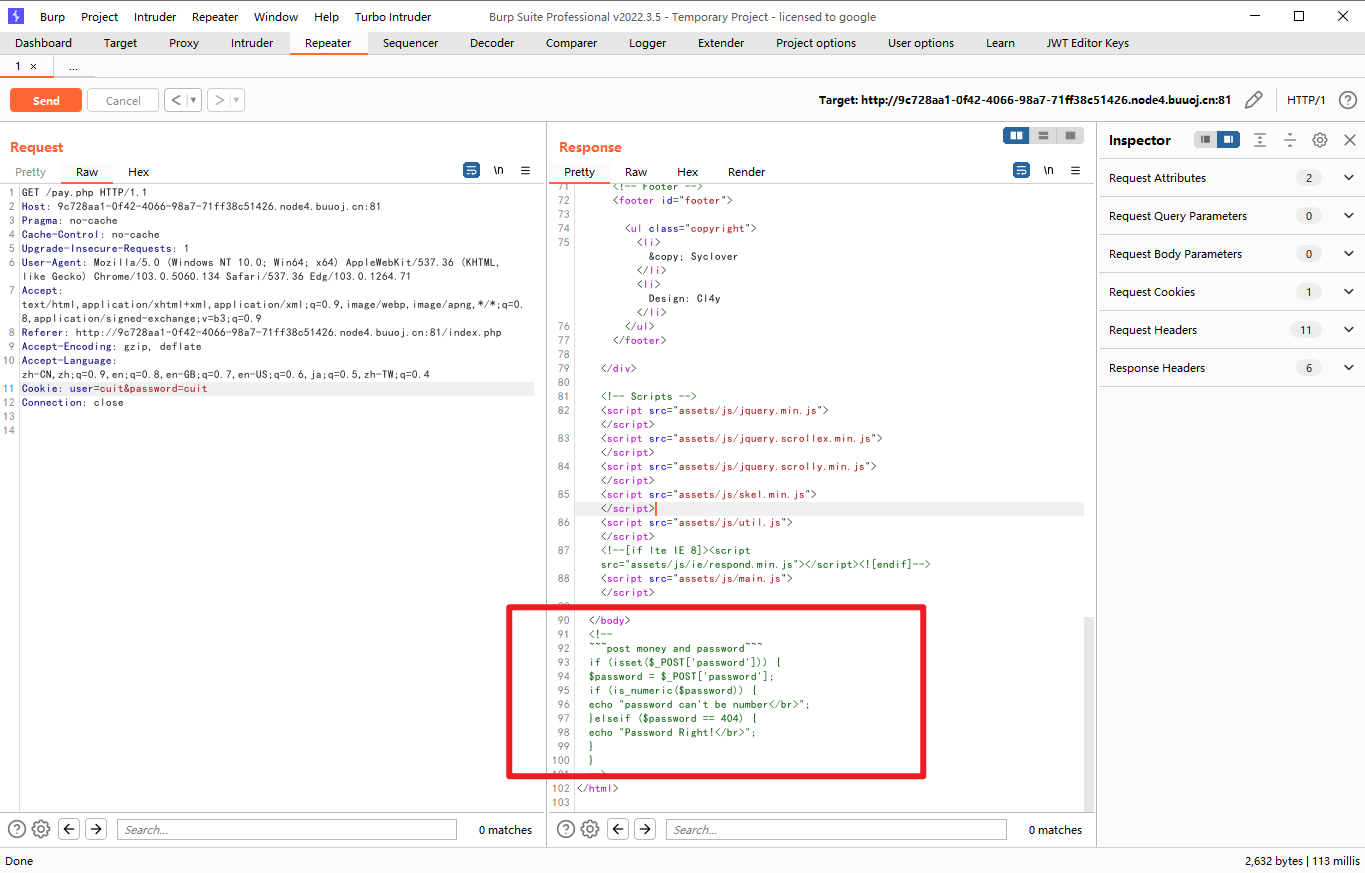 Burp Project Intruder Repeater Window Help Turbo Intruder Burp Suite Professional v2022.3.5 - Temporary Project - licensed to google
Dashboard Target Proxy Intruder Repeater Sequencer Decoder Comparer Logger Extender Project options User options Learn JWT Editor Keys
1 × ...
Send Cancel < > Target: http://9c728aa1-0f42-4066-98a7-71ff38c51426.node4.buuoj.cn:81 HTTP/1 ?
Request
Pretty Raw Hex \n
1 GET /pay.php HTTP/1.1
2 Host: 9c728aa1-0f42-4066-98a7-71ff38c51426.node4.buuoj.cn:81
3 Pragma: no-cache
4 Cache-Control: no-cache
5 Upgrade-Insecure-Requests: 1
6 User-Agent: Mozilla/5.0 (Windows NT 10.0; Win64; x64) AppleWebKit/537.36 (KHTML,
like Gecko) Chrome/103.0.5060.134 Safari/537.36 Edg/103.0.1264.71
7 Accept:
text/html,application/xhtml+xml,application/xml;q=0.9,image/webp,image/apng,*/*;q=0.
8,application/signed-exchange;v=b3;q=0.9
8 Referer: http://9c728aa1-0f42-4066-98a7-71ff38c51426.node4.buuoj.cn:81/index.php
9 Accept-Encoding: gzip, deflate
10 Accept-Language:
zh-CN,zh;q=0.9,en;q=0.8,en-GB;q=0.7,en-US;q=0.6,ja;q=0.5,zh-TW;q=0.4
11 Cookie: user=cuit&password=cuit
12 Connection: close
13
14
? Search... 0 matches
Response
Pretty Raw Hex Render \n
71 <!-- Footer -->
72 <footer id="footer">
73
74 <ul class="copyright">
75 <li>
&copy; Syclover
</li>
<li>
Design: Cl4y
</li>
76 </ul>
77 </footer>
78
79 </div>
80
81 <!-- Scripts -->
82 <script src="assets/js/jquery.min.js">
</script>
83 <script src="assets/js/jquery.scrollex.min.js">
</script>
84 <script src="assets/js/jquery.scrolly.min.js">
</script>
85 <script src="assets/js/skel.min.js">
</script>
86 <script src="assets/js/util.js">
</script>
87 <!--[if lte IE 8]><script
src="assets/js/ie/respond.min.js"></script><![endif]-->
88 <script src="assets/js/main.js">
</script>
90 </body>
91 <!--
92 ~~~post money and password~~~
93 if (isset($_POST['password'])) {
94 $password = $_POST['password'];
95 if (is_numeric($password)) {
96 echo "password can't be number</br>";
97 }elseif ($password == 404) {
98 echo "Password Right!</br>";
99 }
100 }
102 </html>
103
? Search... 0 matches
Inspector
Request Attributes 2
Request Query Parameters 0
Request Body Parameters 0
Request Cookies 1
Request Headers 11
Response Headers 6
Done 2,632 bytes | 113 millis